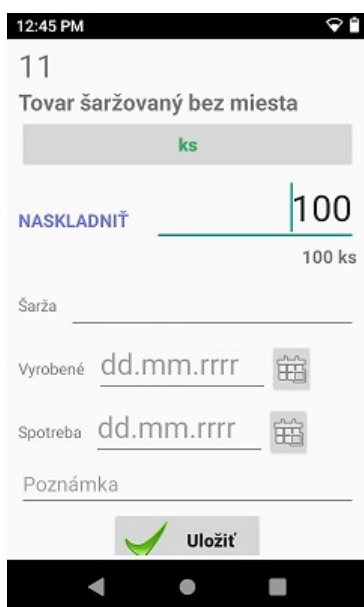 12:45 PM
11
Tovar šaržovaný bez miesta
ks
NASKLADNIŤ 100
100 ks
Šarža
Vyrobené dd.mm.rrrr
Spotreba dd.mm.rrrr
Poznámka
Uložiť